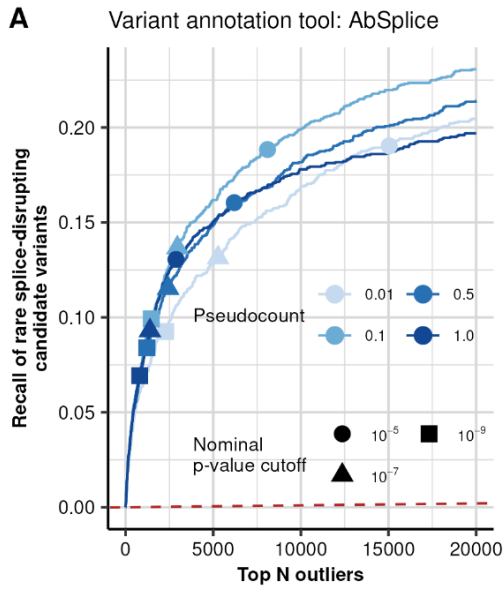 A
Variant annotation tool: AbSplice
Recall of rare splice-disrupting
candidate variants
0.20
0.15
0.10
0.05
0.00
Pseudocount
0.01
0.5
0.1
1.0
Nominal
p-value cutoff
10⁻⁵
10⁻⁹
10⁻⁷
0
5000
10000
15000
20000
Top N outliers